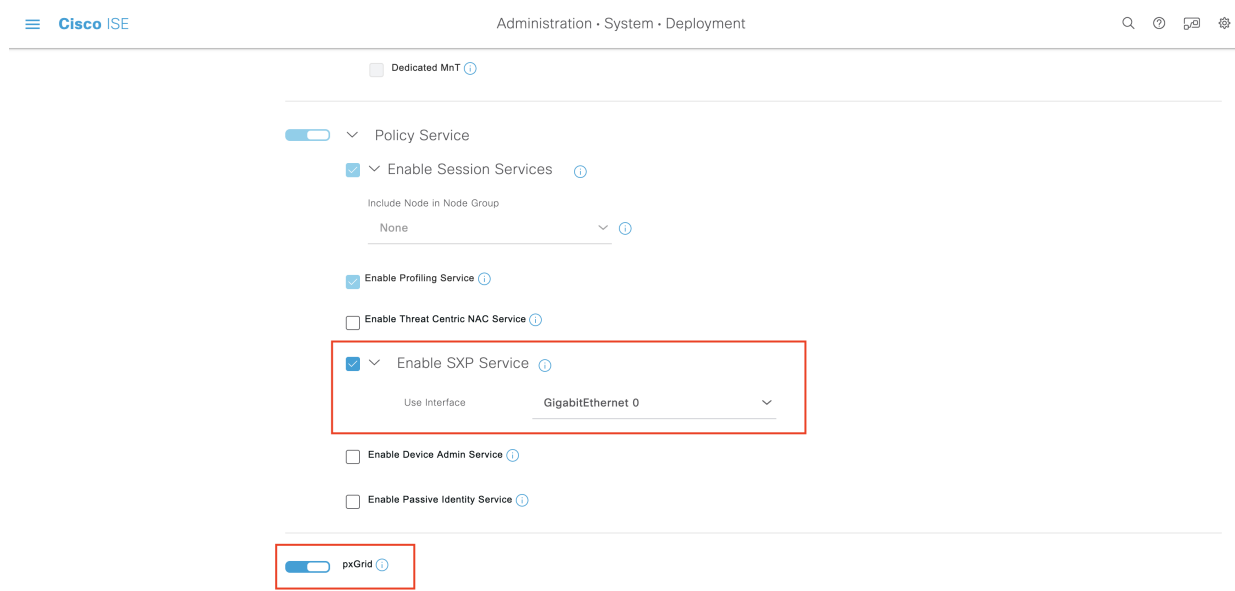 Cisco ISE
Administration · System · Deployment
Dedicated MnT
Policy Service
Enable Session Services
Include Node in Node Group
None
Enable Profiling Service
Enable Threat Centric NAC Service
Enable SXP Service
Use Interface
GigabitEthernet 0
Enable Device Admin Service
Enable Passive Identity Service
pxGrid